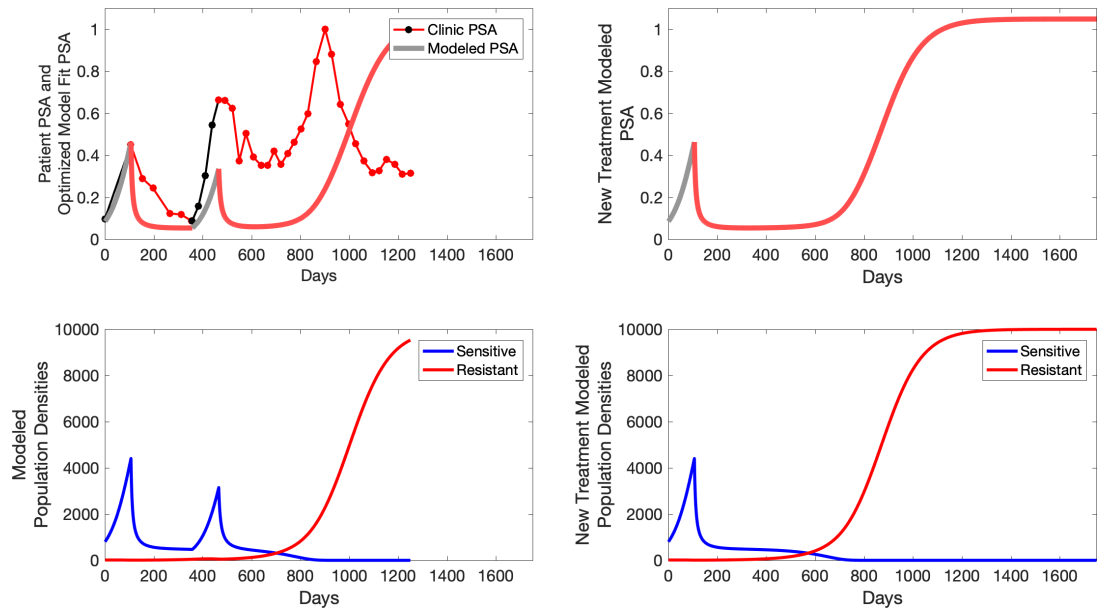 Patient PSA and
Optimized Model Fit PSA
1
0.8
0.6
0.4
0.2
0
0 200 400 600 800 1000 1200 1400 1600
Days
Clinic PSA
Modeled PSA
New Treatment Modeled
PSA
1
0.8
0.6
0.4
0.2
0
0 200 400 600 800 1000 1200 1400 1600
Days
Modeled
Population Densities
10000
8000
6000
4000
2000
0
0 200 400 600 800 1000 1200 1400 1600
Days
Sensitive
Resistant
New Treatment Modeled
Population Densities
10000
8000
6000
4000
2000
0
0 200 400 600 800 1000 1200 1400 1600
Days
Sensitive
Resistant